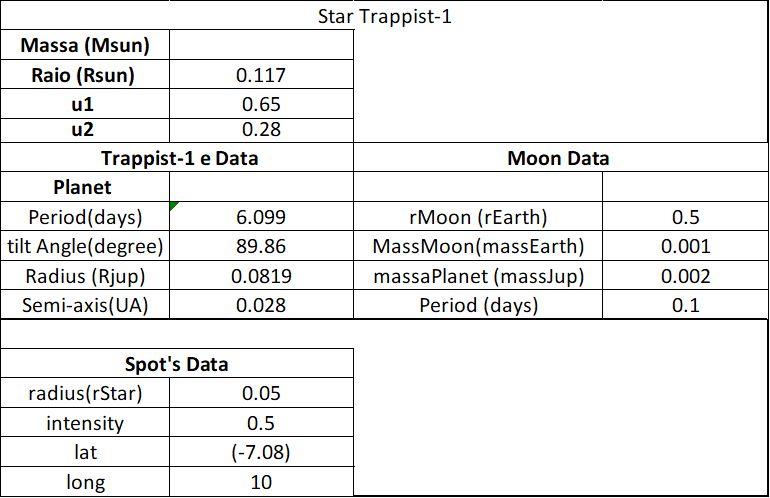 Star Trappist-1
Massa (Msun)
Raio (Rsun) 0.117
u1 0.65
u2 0.28
Trappist-1 e Data Moon Data
Planet
Period(days) 6.099 rMoon (rEarth) 0.5
tilt Angle(degree) 89.86 MassMoon(massEarth) 0.001
Radius (Rjup) 0.0819 massaPlanet (massJup) 0.002
Semi-axis(UA) 0.028 Period (days) 0.1
Spot's Data
radius(rStar) 0.05
intensity 0.5
lat (-7.08)
long 10